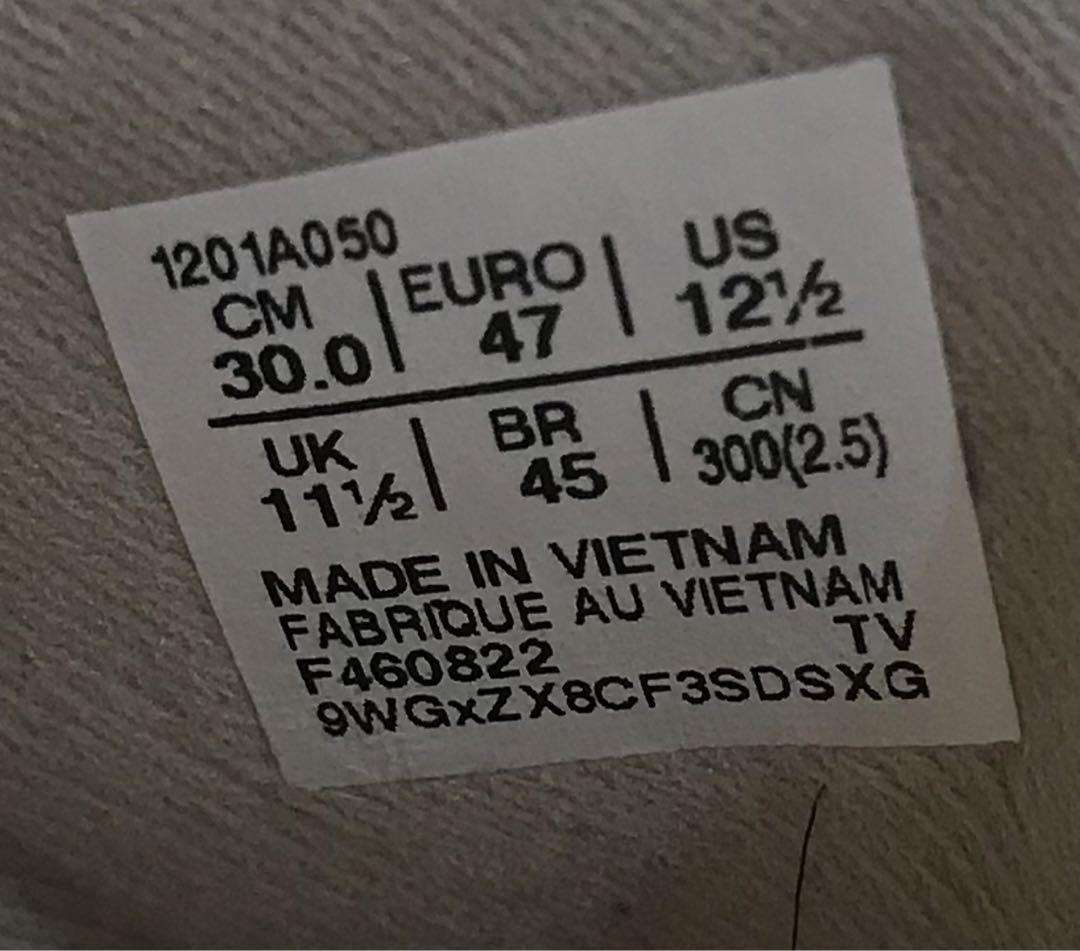 1201A050
CM | EURO | US
30.0 | 47 | 12½
UK | BR | CN
11½ | 45 | 300(2.5)
MADE IN VIETNAM
FABRIQUE AU VIETNAM
F460822 TV
9WGxZX8CF3SDSXG